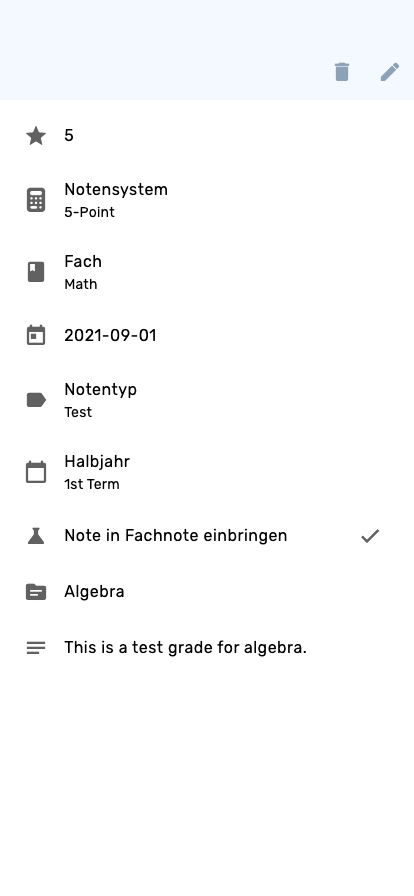 5
Notensystem
5-Point
Fach
Math
2021-09-01
Notentyp
Test
Halbjahr
1st Term
Note in Fachnote einbringen
Algebra
This is a test grade for algebra.